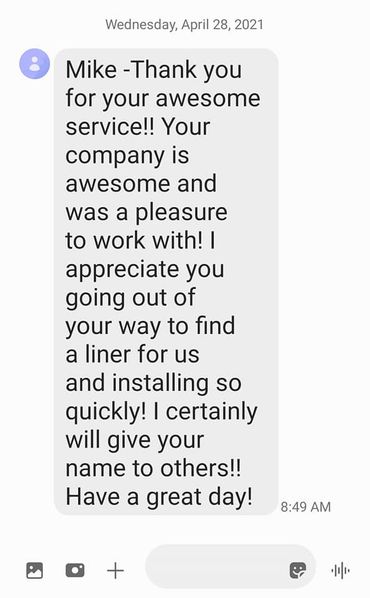 Wednesday, April 28, 2021
Mike -Thank you
for your awesome
service!! Your
company is
awesome and
was a pleasure
to work with! I
appreciate you
going out of
your way to find
a liner for us
and installing so
quickly! I certainly
will give your
name to others!!
Have a great day!
8:49 AM